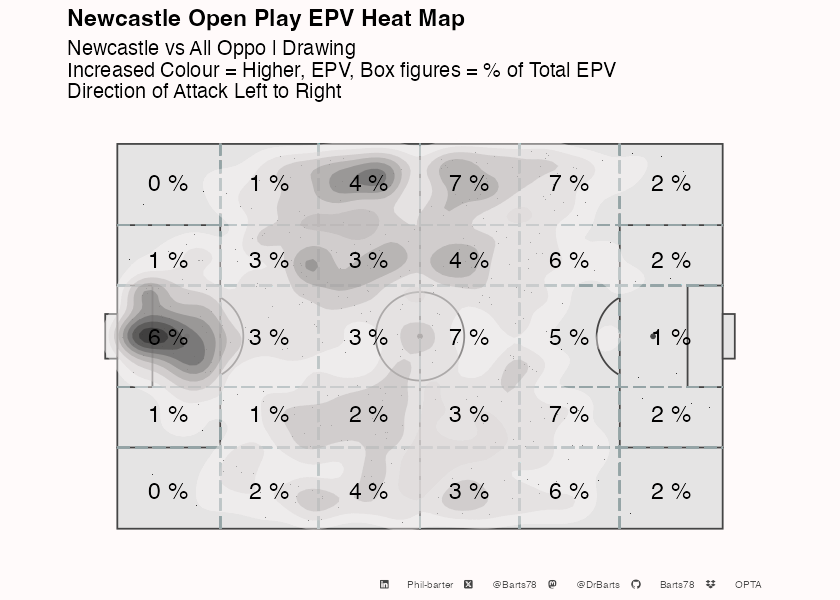 Newcastle Open Play EPV Heat Map
Newcastle vs All Oppo | Drawing
Increased Colour = Higher, EPV, Box figures = % of Total EPV
Direction of Attack Left to Right
0 % 1 % 4 % 7 % 7 % 2 %
1 % 3 % 3 % 4 % 6 % 2 %
6 % 3 % 3 % 7 % 5 % 1 %
1 % 1 % 2 % 3 % 7 % 2 %
0 % 2 % 4 % 3 % 6 % 2 %
Phil-barter @Barts78 @DrBarts Barts78 OPTA